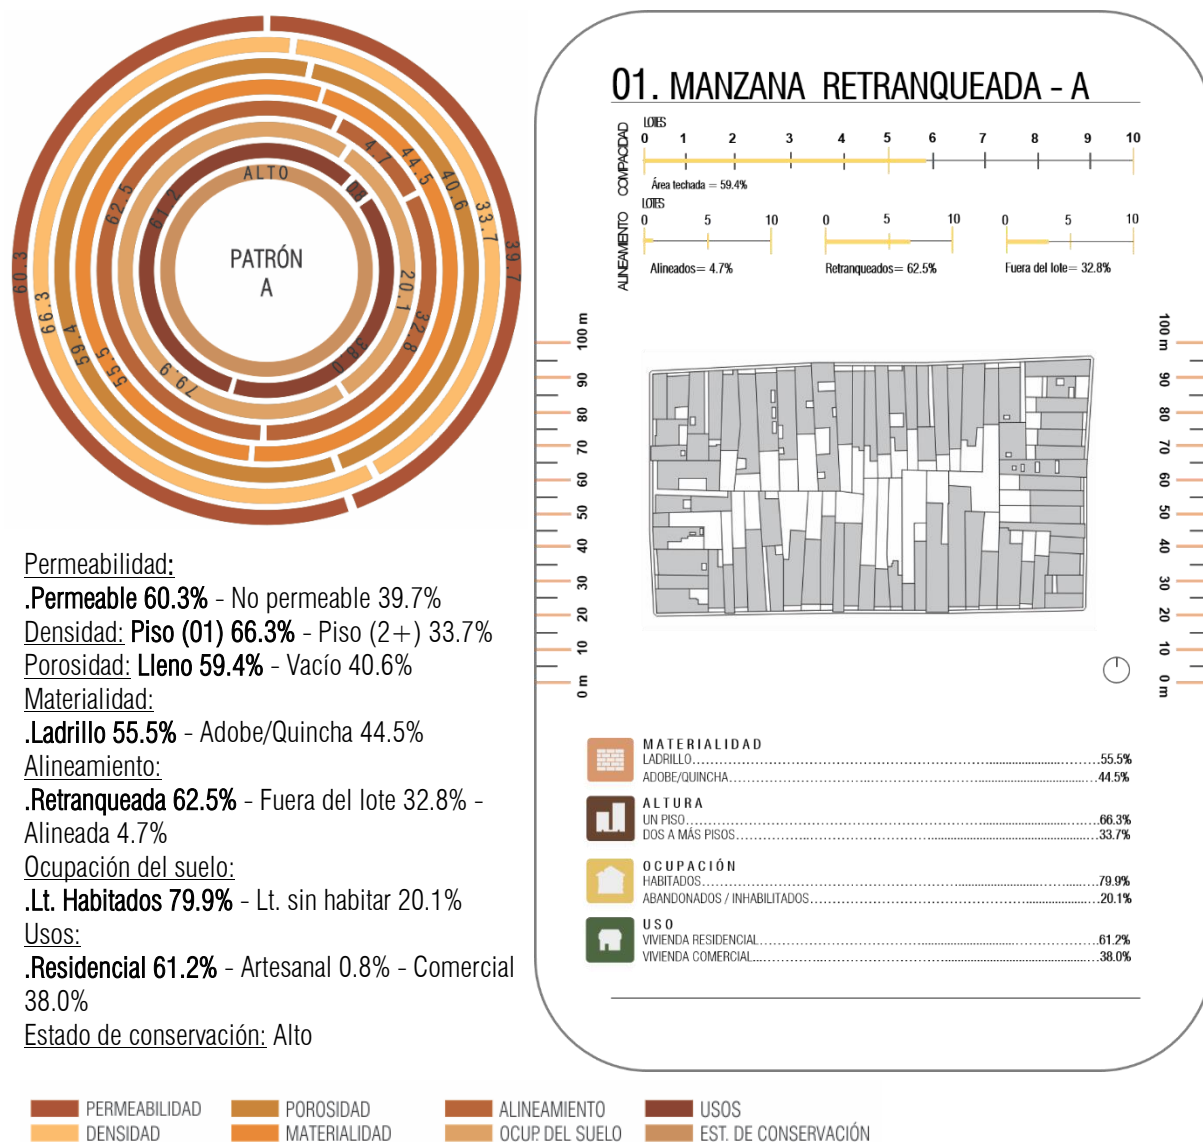 ALTO
PATRÓN
A
60.3
39.7
66.3
33.7
59.4
40.6
55.5
44.5
62.5
4.7
32.8
79.9
20.1
61.2
38.0
Permeabilidad:
.Permeable 60.3% - No permeable 39.7%
Densidad: Piso (01) 66.3% - Piso (2+) 33.7%
Porosidad: Lleno 59.4% - Vacío 40.6%
Materialidad:
.Ladrillo 55.5% - Adobe/Quincha 44.5%
Alineamiento:
.Retranqueada 62.5% - Fuera del lote 32.8% -
Alineada 4.7%
Ocupación del suelo:
.Lt. Habitados 79.9% - Lt. sin habitar 20.1%
Usos:
.Residencial 61.2% - Artesanal 0.8% - Comercial
38.0%
Estado de conservación: Alto
01. MANZANA RETRANQUEADA - A
COMPACIDAD
LOTES
0 1 2 3 4 5 6 7 8 9 10
Área techada = 59.4%
ALINEAMIENTO
LOTES
0 5 10 0 5 10 0 5 10
Alineados= 4.7% Retranqueados= 62.5% Fuera del lote= 32.8%
100 m
90
80
70
60
50
40
30
20
10
0 m
100 m
90
80
70
60
50
40
30
20
10
0 m
MATERIALIDAD
LADRILLO 55.5%
ADOBE/QUINCHA 44.5%
ALTURA
UN PISO 66.3%
DOS A MÁS PISOS 33.7%
OCUPACIÓN
HABITADOS 79.9%
ABANDONADOS / INHABILITADOS 20.1%
USO
VIVIENDA RESIDENCIAL 61.2%
VIVIENDA COMERCIAL 38.0%
PERMEABILIDAD POROSIDAD ALINEAMIENTO USOS
DENSIDAD MATERIALIDAD OCUP. DEL SUELO EST. DE CONSERVACIÓN